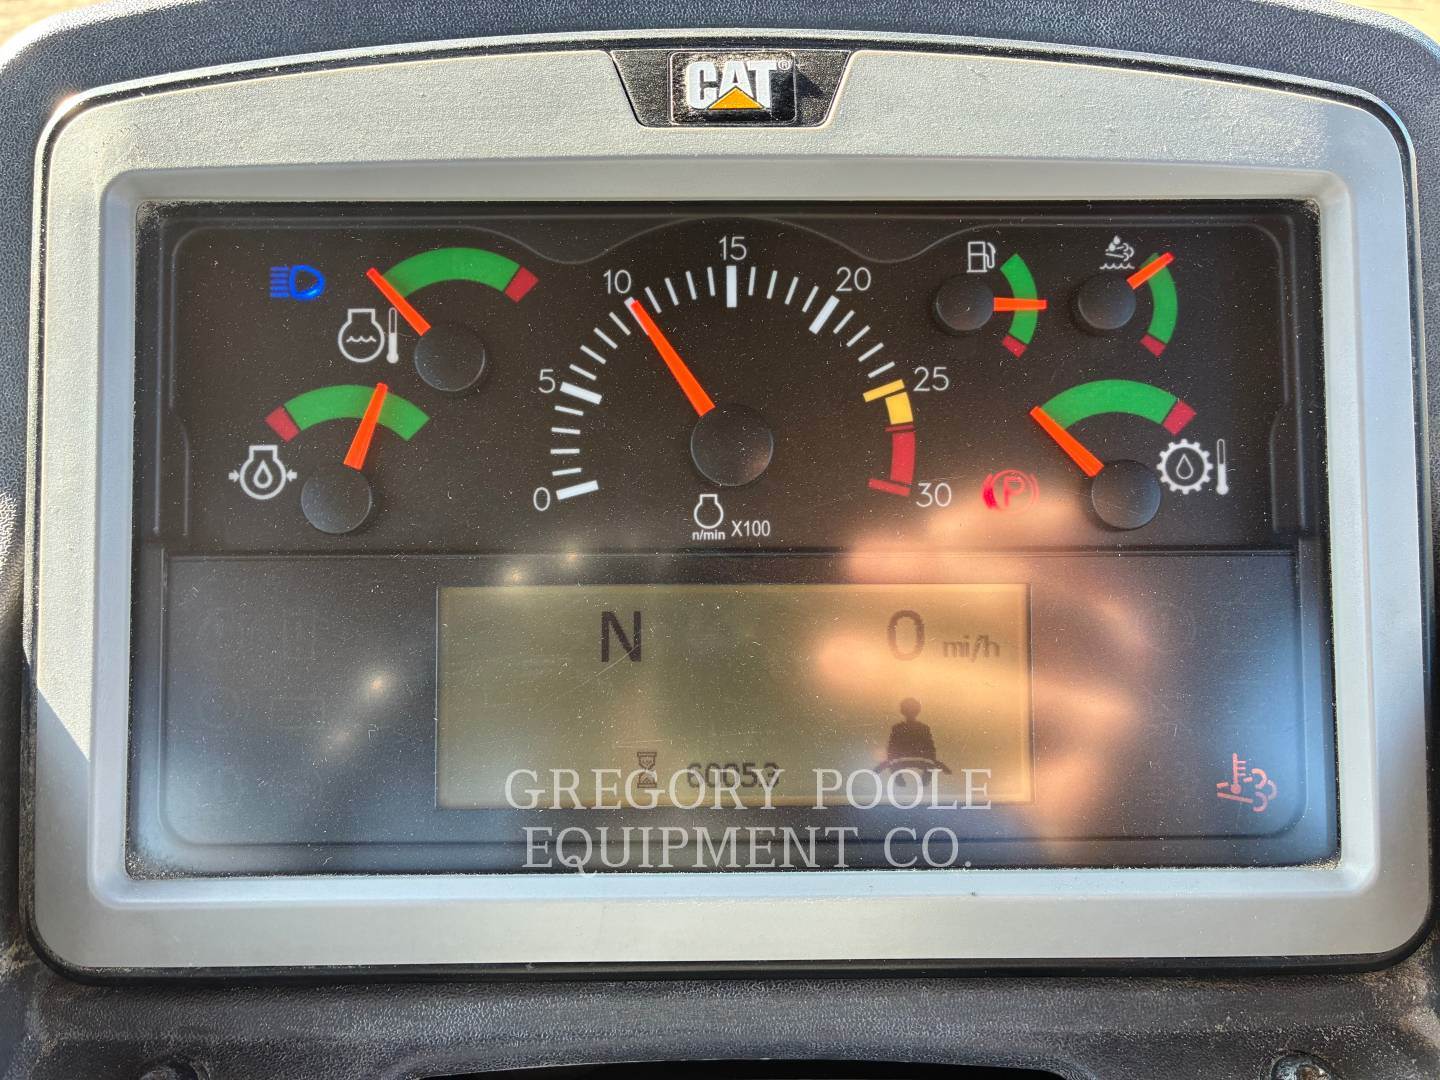 CAT®
0 5 10 15 20 25 30
n/min X100
P
N 0 mi/h
GREGORY POOLE
EQUIPMENT CO.